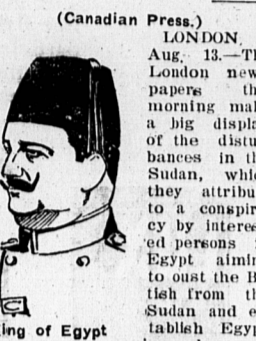 (Canadian Press.)
LONDON,
Aug. 13.—Th
London new
papers th
morning mak
a big displa
of the distu
bances in th
Sudan, whic
they attribu
to a conspir
cy by interes
ed persons
Egypt aimin
to oust the B
tish from th
Sudan and e
tablish Egyp
ing of Egypt